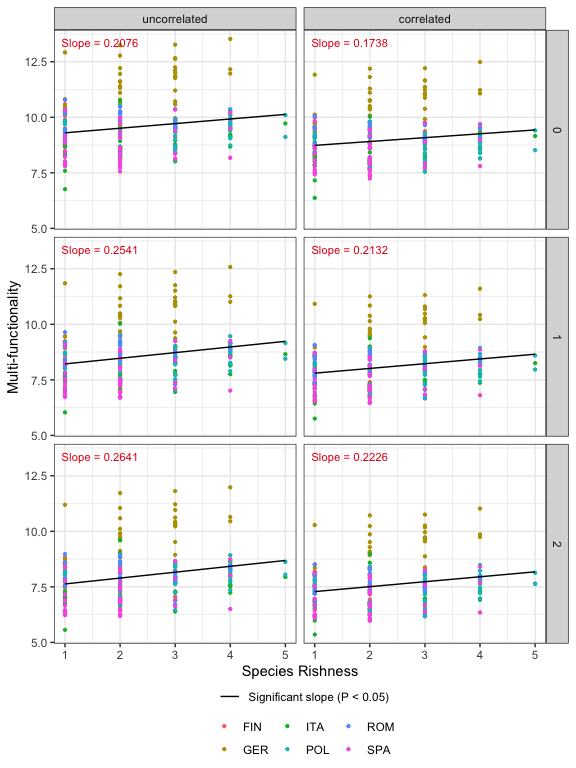 uncorrelated correlated
Slope = 0.2076 Slope = 0.1738
12.5
10.0
7.5
5.0
0
Slope = 0.2541 Slope = 0.2132
12.5
10.0
7.5
5.0
1
Multi-functionality
Slope = 0.2641 Slope = 0.2226
12.5
10.0
7.5
5.0
2
1 2 3 4 5 1 2 3 4 5
Species Rishness
Significant slope (P < 0.05)
FIN ITA ROM
GER POL SPA